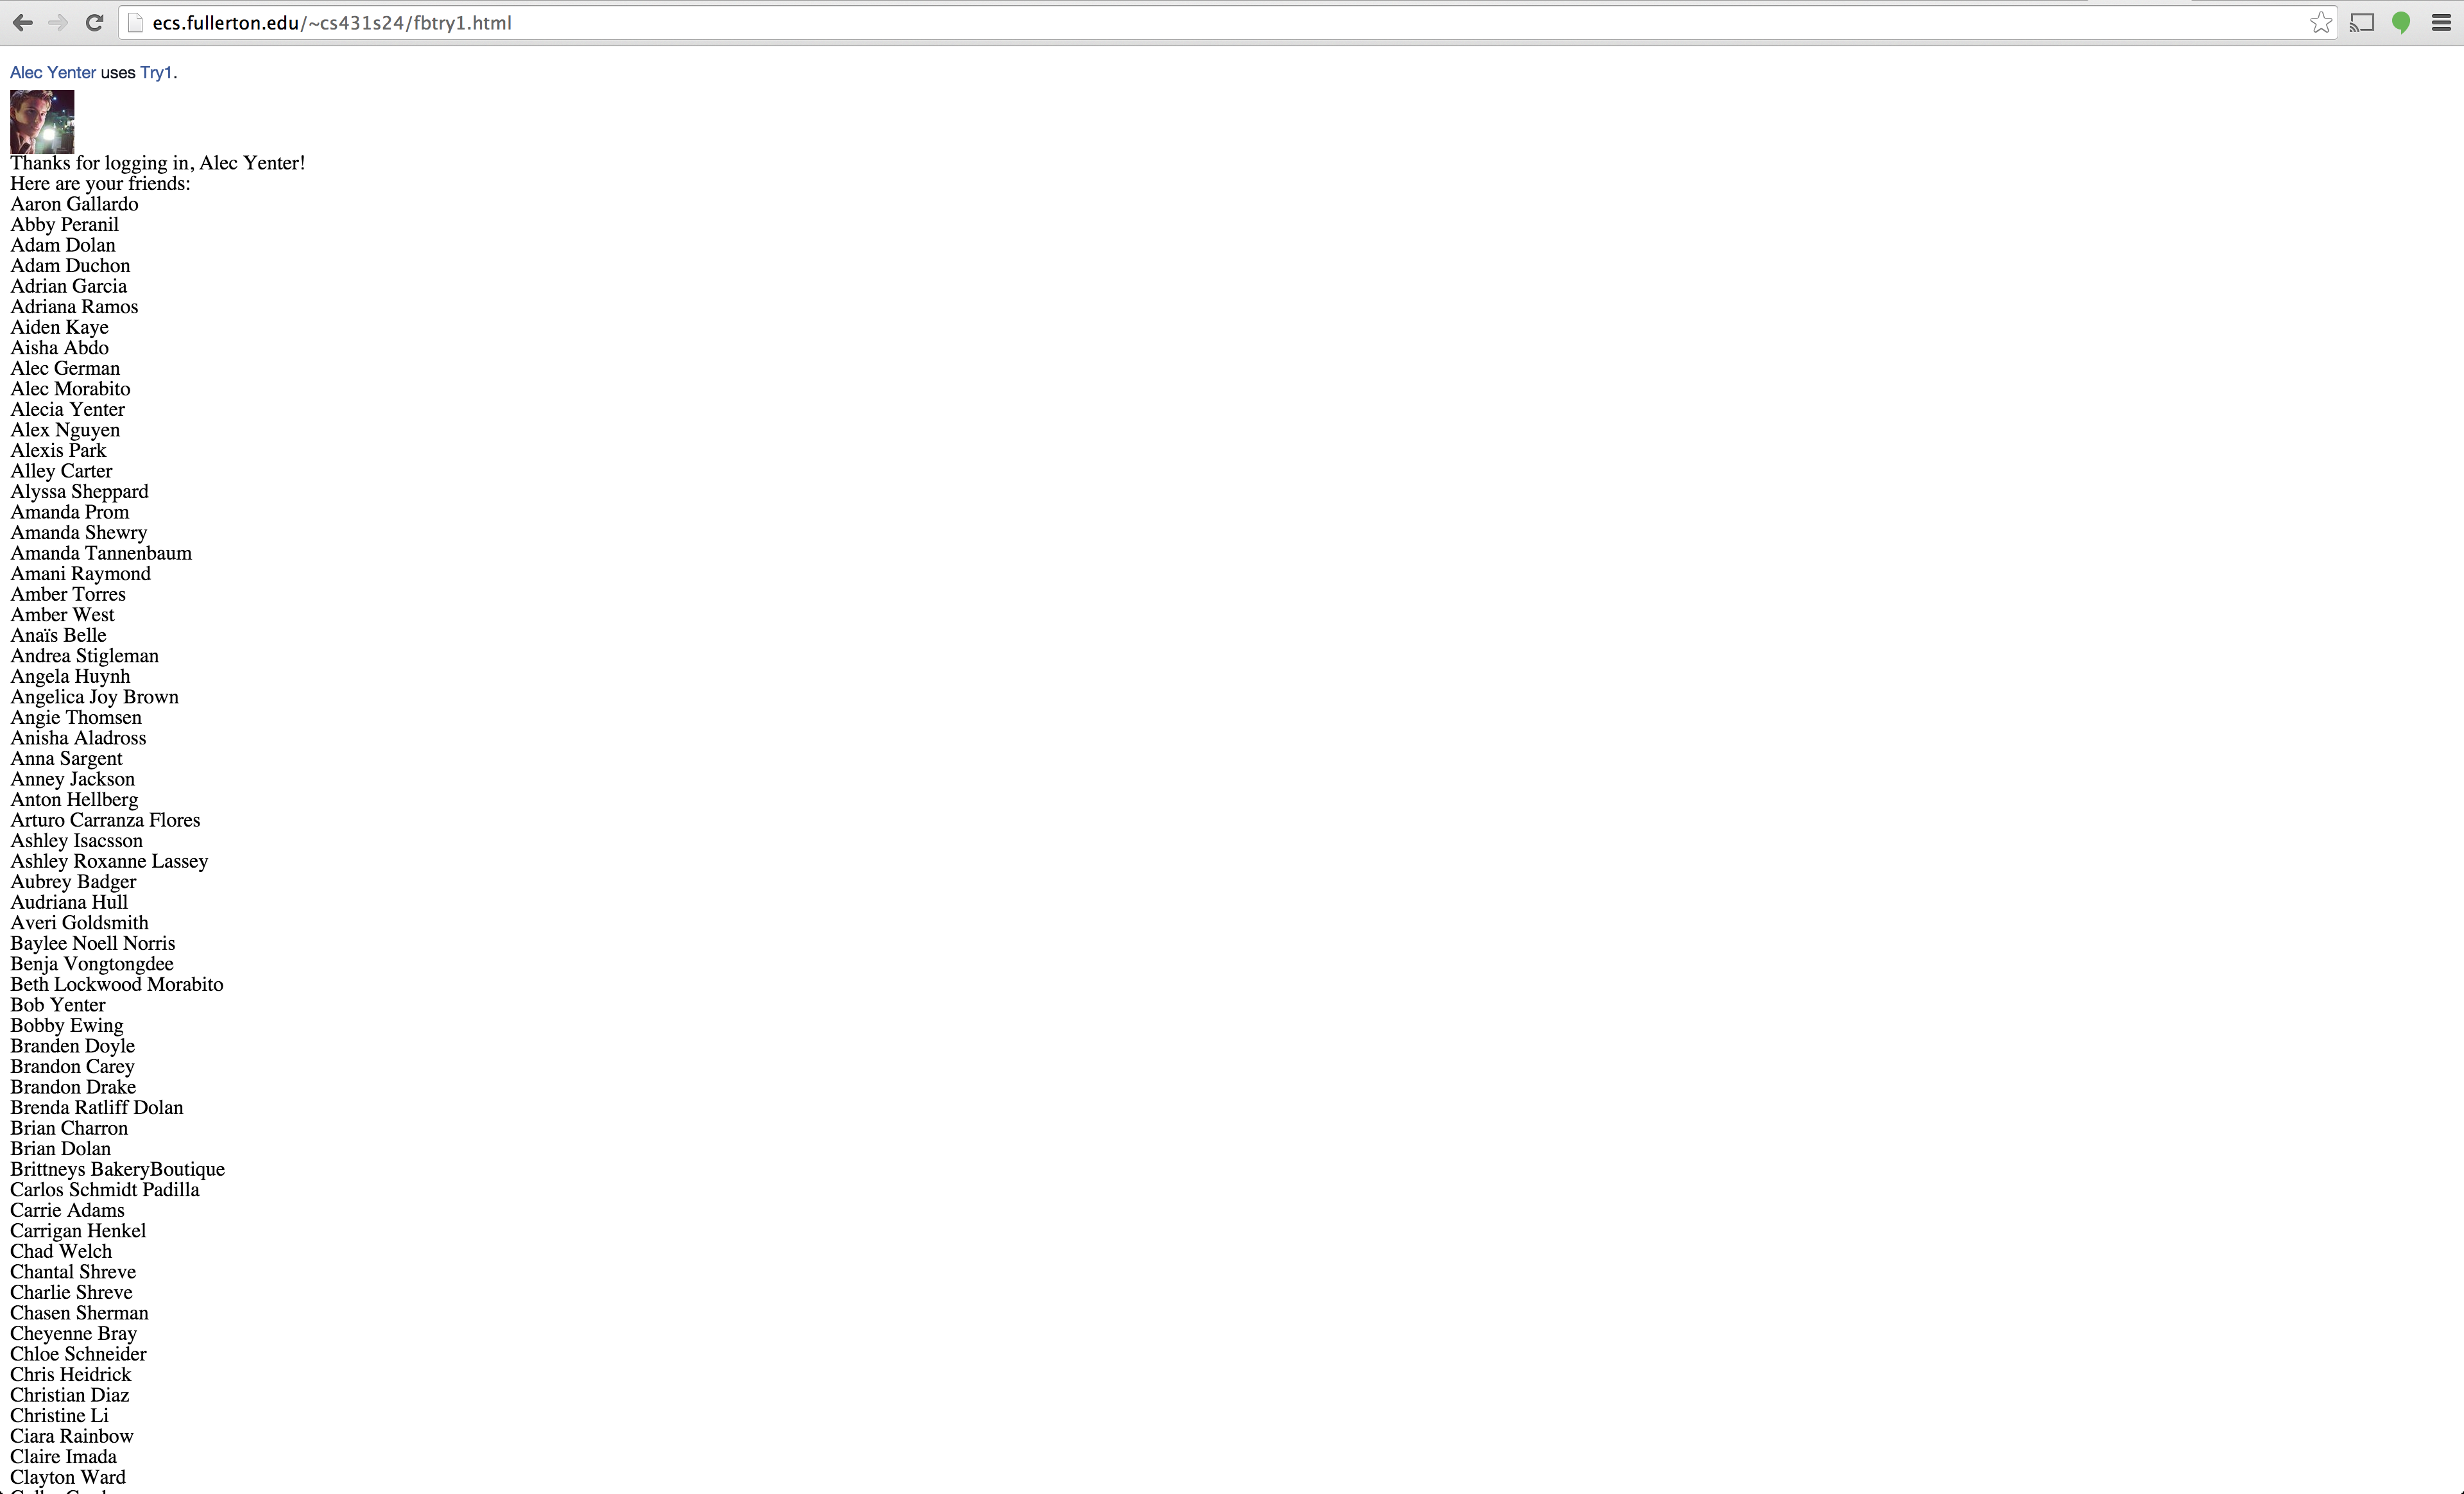 ecs.fullerton.edu/~cs431s24/fbtry1.html
Alec Yenter uses Try1.
Thanks for logging in, Alec Yenter!
Here are your friends:
Aaron Gallardo
Abby Peranil
Adam Dolan
Adam Duchon
Adrian Garcia
Adriana Ramos
Aiden Kaye
Aisha Abdo
Alec German
Alec Morabito
Alecia Yenter
Alex Nguyen
Alexis Park
Alley Carter
Alyssa Sheppard
Amanda Prom
Amanda Shewry
Amanda Tannenbaum
Amani Raymond
Amber Torres
Amber West
Anaïs Belle
Andrea Stigleman
Angela Huynh
Angelica Joy Brown
Angie Thomsen
Anisha Aladross
Anna Sargent
Anney Jackson
Anton Hellberg
Arturo Carranza Flores
Ashley Isacsson
Ashley Roxanne Lassey
Aubrey Badger
Audriana Hull
Averi Goldsmith
Baylee Noell Norris
Benja Vongtongdee
Beth Lockwood Morabito
Bob Yenter
Bobby Ewing
Branden Doyle
Brandon Carey
Brandon Drake
Brenda Ratliff Dolan
Brian Charron
Brian Dolan
Brittneys BakeryBoutique
Carlos Schmidt Padilla
Carrie Adams
Carrigan Henkel
Chad Welch
Chantal Shreve
Charlie Shreve
Chasen Sherman
Cheyenne Bray
Chloe Schneider
Chris Heidrick
Christian Diaz
Christine Li
Ciara Rainbow
Claire Imada
Clayton Ward